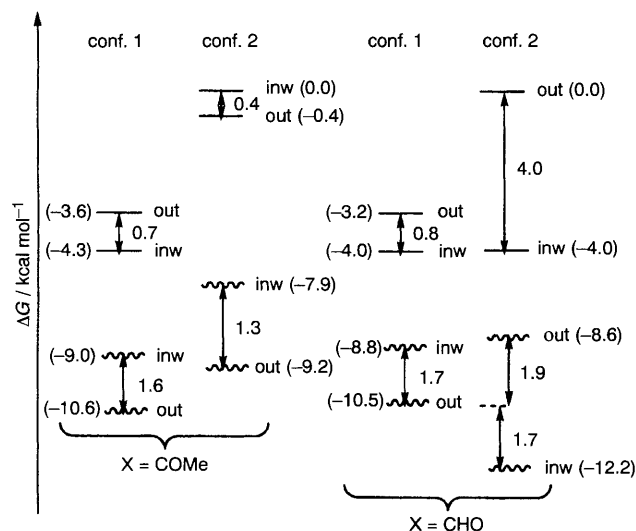 conf. 1 conf. 2 conf. 1 conf. 2
inw (0.0) out (0.0)
0.4
out (−0.4)
4.0
(−3.6) out (−3.2) out
0.7 0.8
(−4.3) inw (−4.0) inw inw (−4.0)
ΔG / kcal mol⁻¹
inw (−7.9)
1.3
out (−8.6)
(−9.0) inw (−8.8) inw
out (−9.2)
1.6 1.7 1.9
(−10.6) out (−10.5) out
1.7
X = COMe
inw (−12.2)
X = CHO